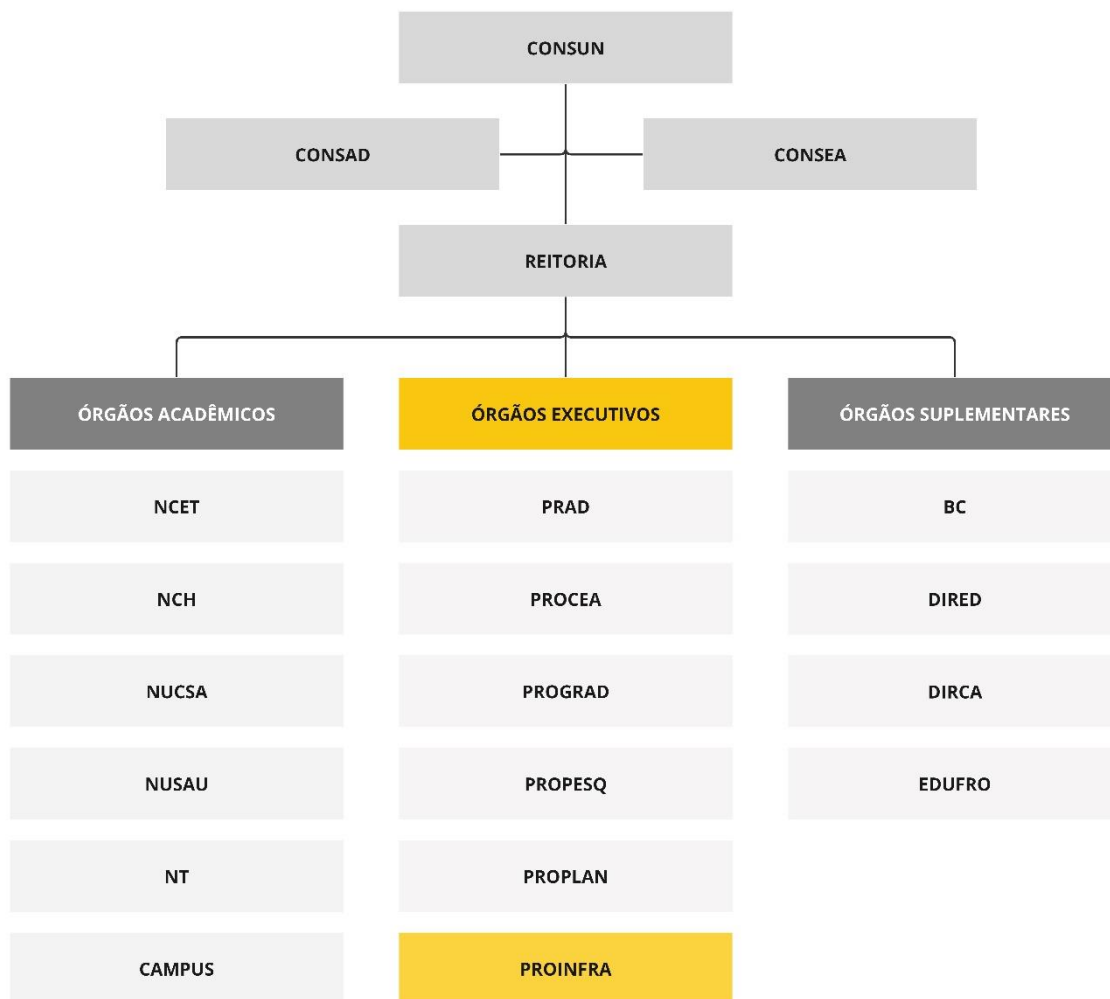 CONSUN
CONSAD
CONSEA
REITORIA
ÓRGÃOS ACADÊMICOS
NCET
NCH
NUCSA
NUSAU
NT
CAMPUS
ÓRGÃOS EXECUTIVOS
PRAD
PROCEA
PROGRAD
PROPESQ
PROPLAN
PROINFRA
ÓRGÃOS SUPLEMENTARES
BC
DIRED
DIRCA
EDUFRO